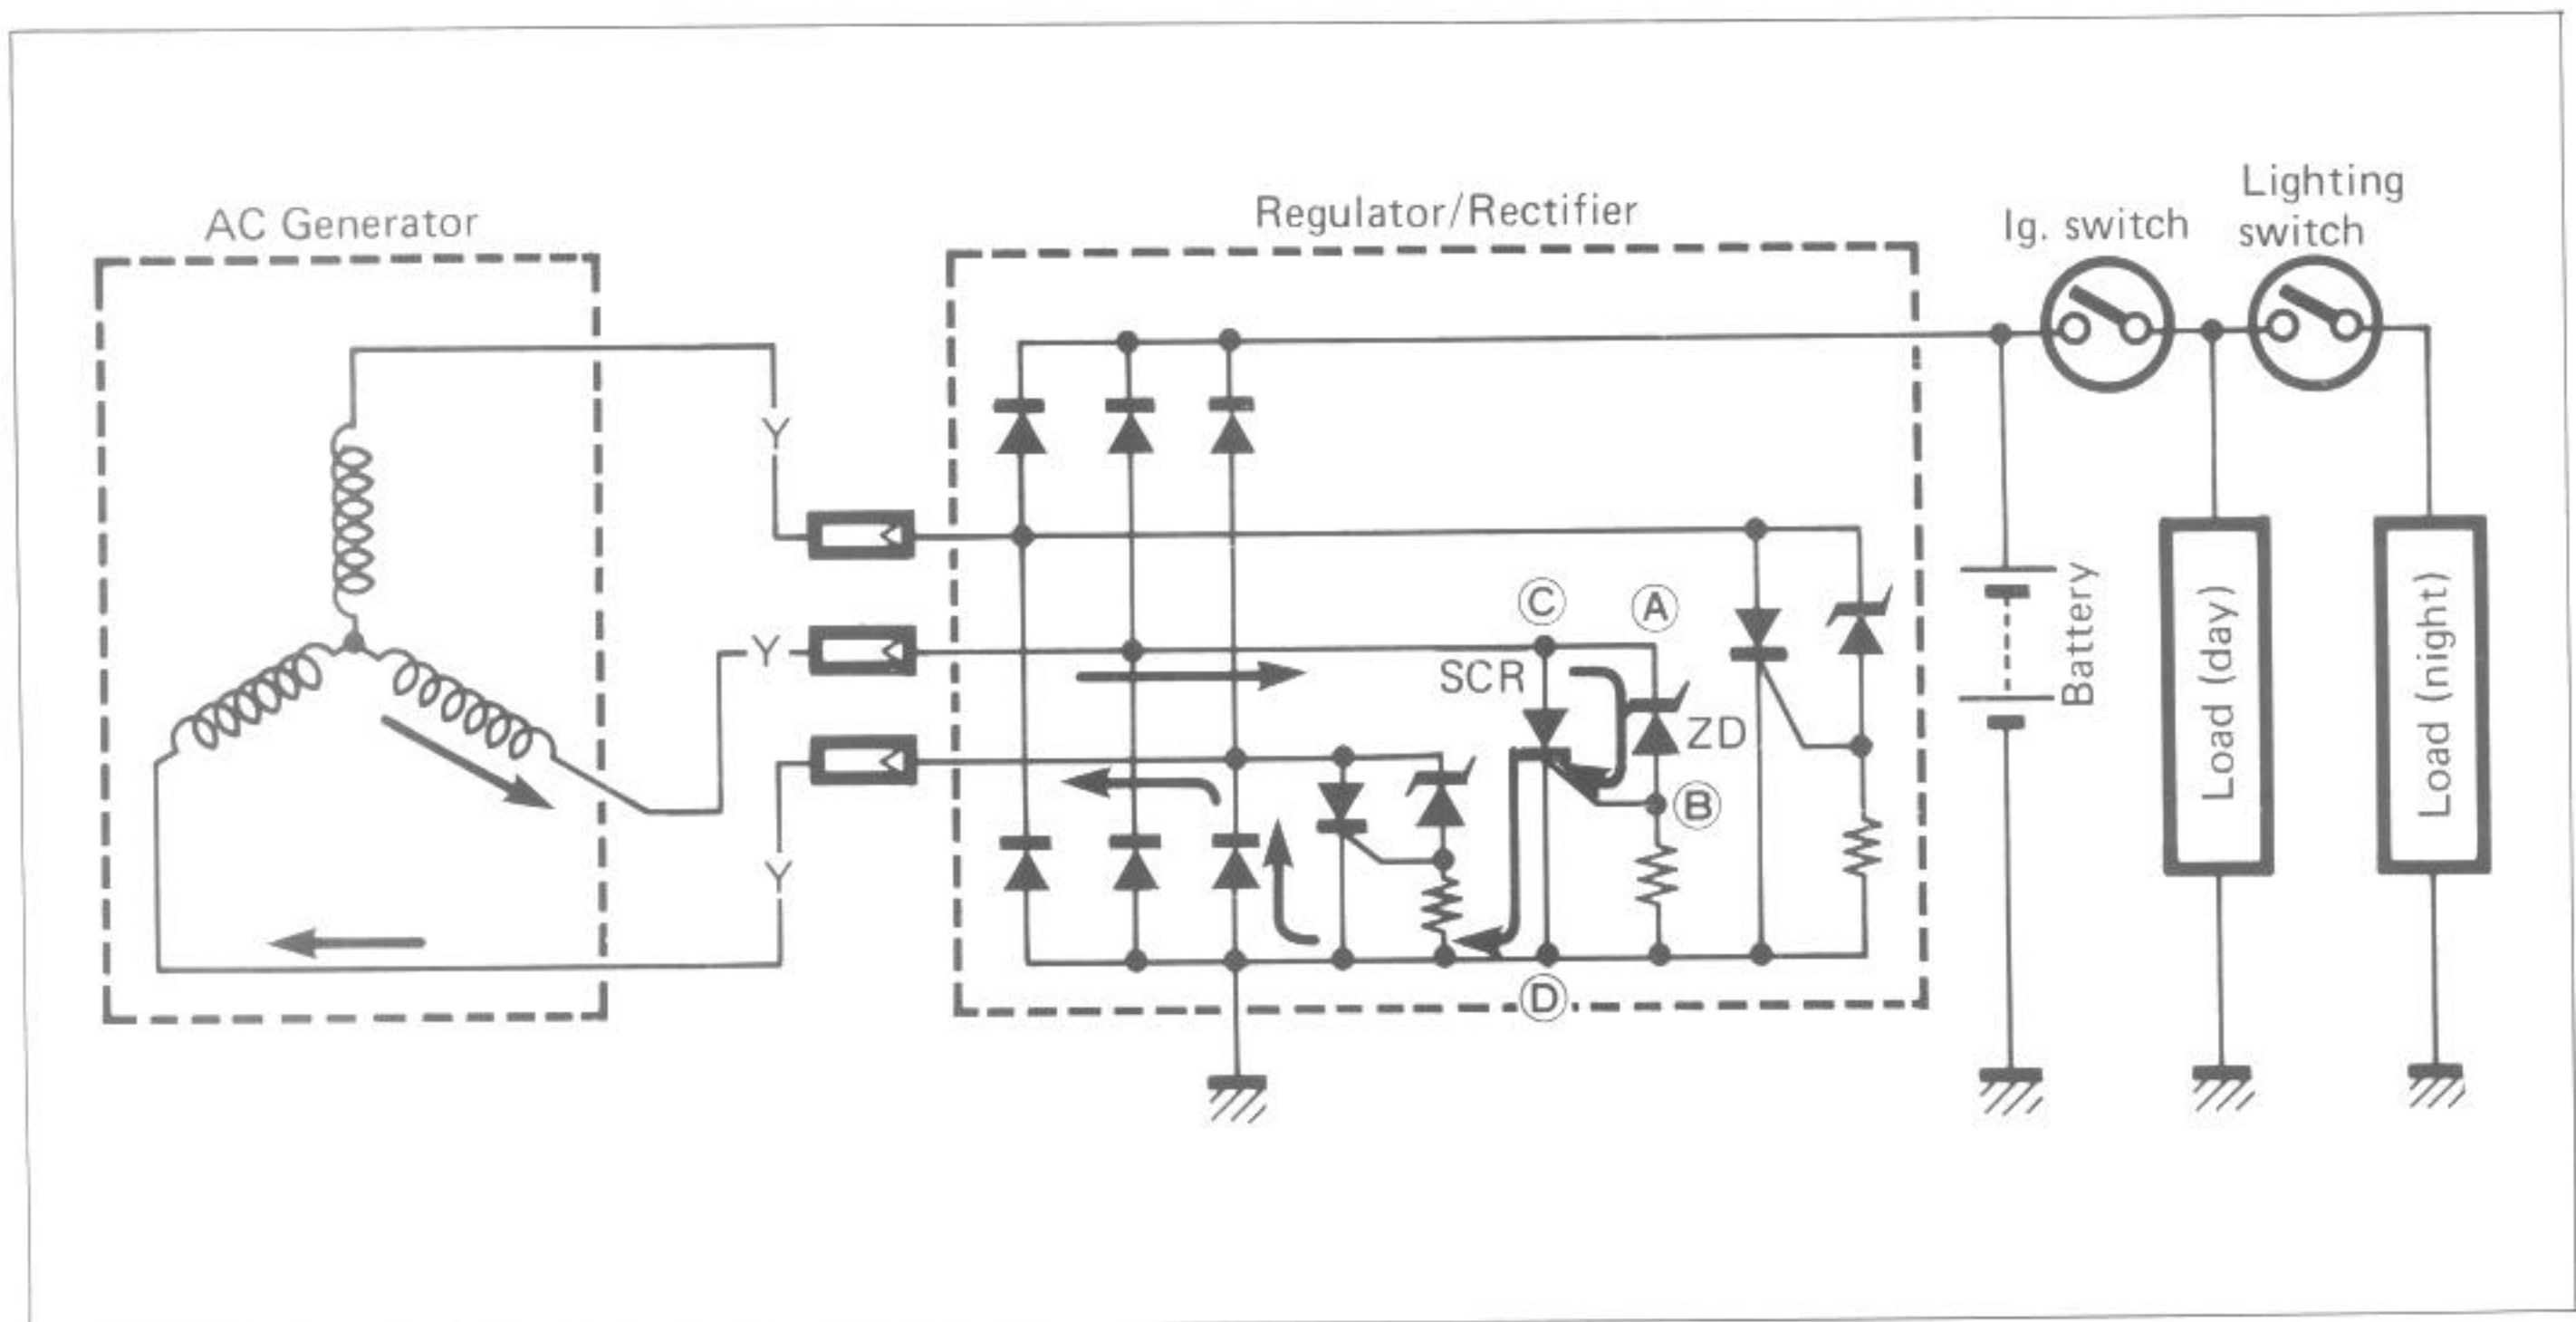 AC Generator
Regulator/Rectifier
Ig. switch
Lighting
switch
Y
Y
Y
C
A
SCR
ZD
B
D
Battery
Load (day)
Load (night)